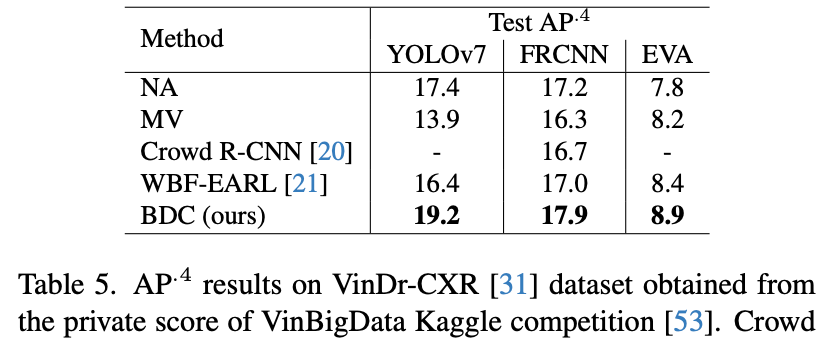 Method Test AP.4
YOLOv7 FRCNN EVA
NA 17.4 17.2 7.8
MV 13.9 16.3 8.2
Crowd R-CNN [20] - 16.7 -
WBF-EARL [21] 16.4 17.0 8.4
BDC (ours) 19.2 17.9 8.9
Table 5. AP.4 results on VinDr-CXR [31] dataset obtained from
the private score of VinBigData Kaggle competition [53]. Crowd